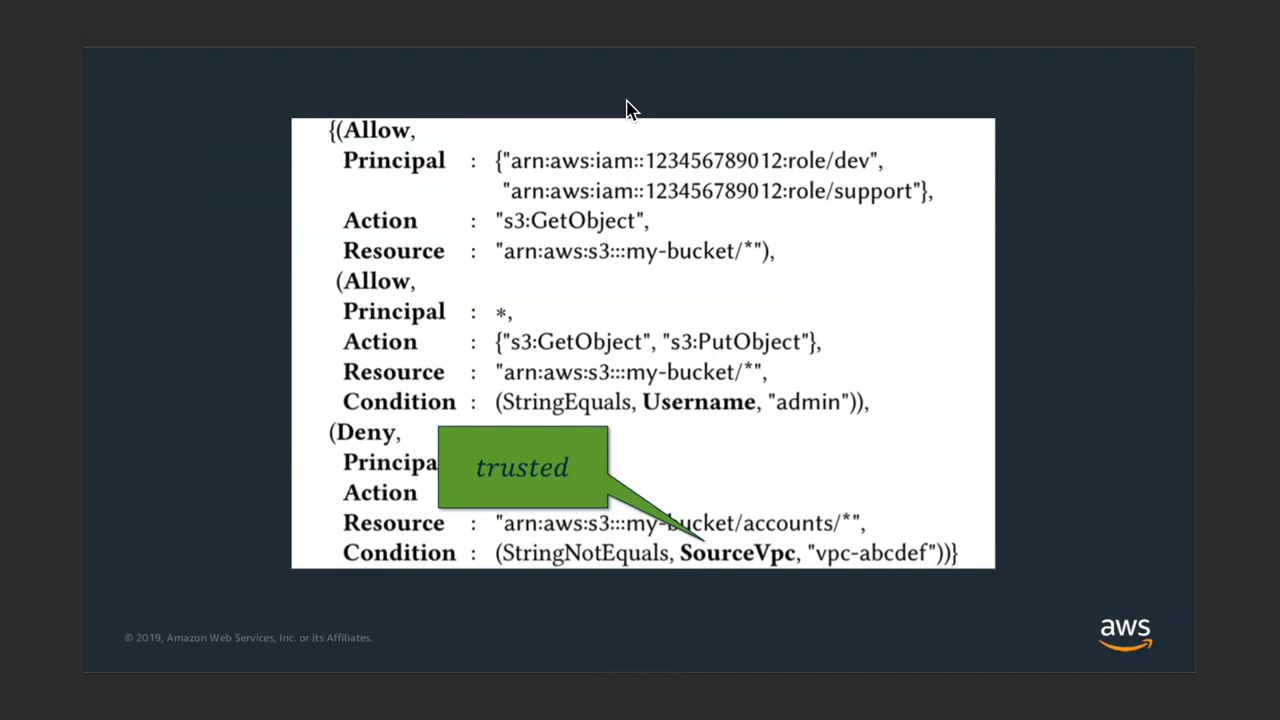 {(Allow,
Principal : {"arn:aws:iam::123456789012:role/dev",
"arn:aws:iam::123456789012:role/support"},
Action : "s3:GetObject",
Resource : "arn:aws:s3:::my-bucket/*"),
(Allow,
Principal : *,
Action : {"s3:GetObject", "s3:PutObject"},
Resource : "arn:aws:s3:::my-bucket/*",
Condition : (StringEquals, Username, "admin")),
(Deny,
Principa
trusted
Action
Resource : "arn:aws:s3:::my-bucket/accounts/*",
Condition : (StringNotEquals, SourceVpc, "vpc-abcdef"))}
© 2019, Amazon Web Services, Inc. or its Affiliates.
aws